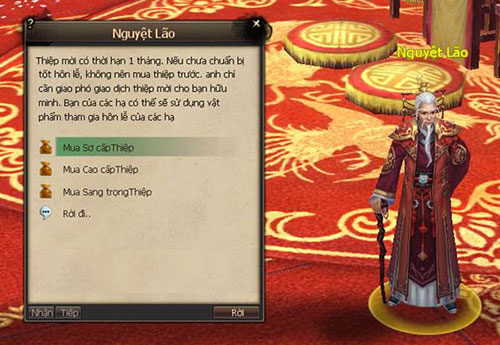 ?
Nguyệt Lão
×
Nguyệt Lão
Thiệp mời có thời hạn 1 tháng. Nếu chưa chuẩn bị
tốt hôn lễ, không nên mua thiệp trước. anh chỉ
cần giao phó giao dịch thiệp mời cho bạn hữu
mình. Bạn của các hạ có thể sẽ sử dụng vật
phẩm tham gia hôn lễ của các hạ
Mua Sơ cấpThiệp
Mua Cao cấpThiệp
Mua Sang trọngThiệp
Rời đi..
Nhận Tiếp Rời